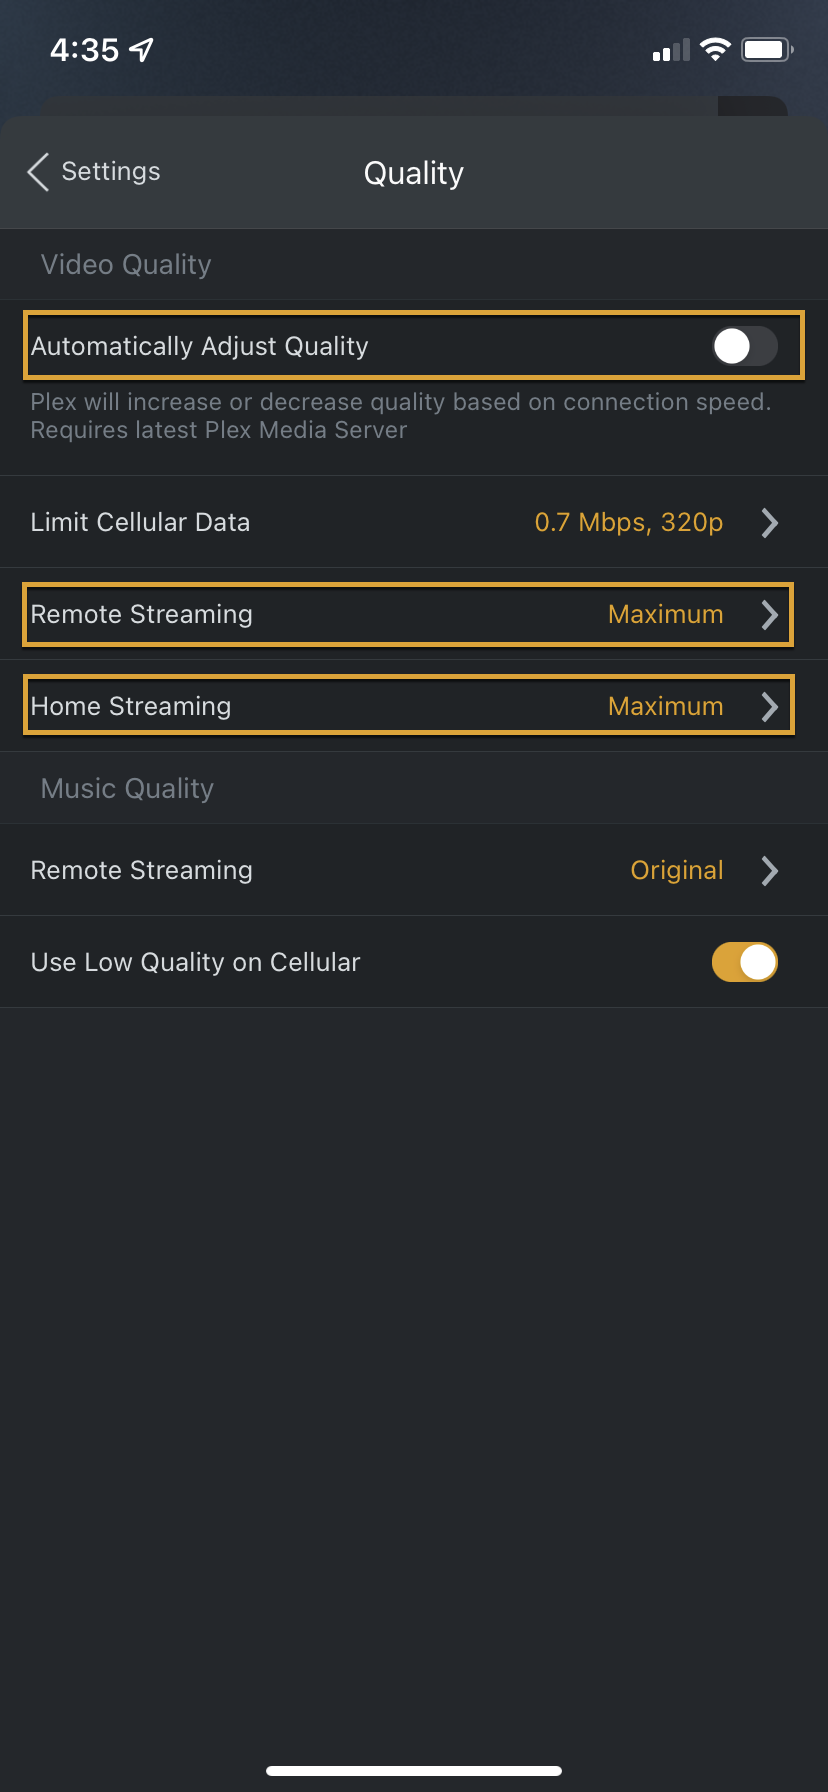 4:35
Settings
Quality
Video Quality
Automatically Adjust Quality
Plex will increase or decrease quality based on connection speed.
Requires latest Plex Media Server
Limit Cellular Data 0.7 Mbps, 320p
Remote Streaming Maximum
Home Streaming Maximum
Music Quality
Remote Streaming Original
Use Low Quality on Cellular